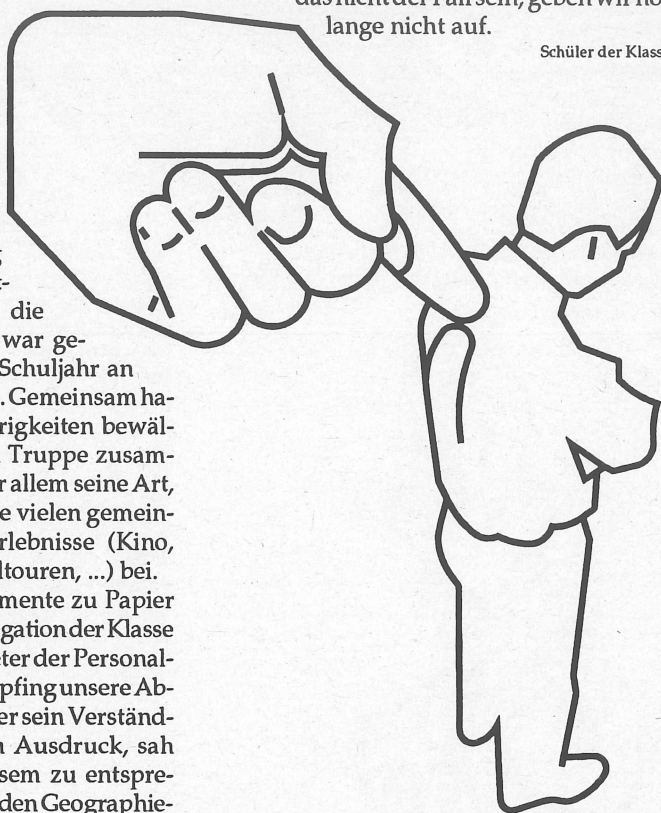 das nicht der Fall sein, geben wir no
lange nicht auf.
Schüler der Klass
t-
die
war ge-
Schuljahr an
. Gemeinsam ha-
rigkeiten bewäl-
Truppe zusam-
r allem seine Art,
e vielen gemein-
rlebnisse (Kino,
ltouren, ...) bei.
mente zu Papier
gation der Klasse
ter der Personal-
pfing unsere Ab-
er sein Verständ-
n Ausdruck, sah
sem zu entspre-
den Geographie-